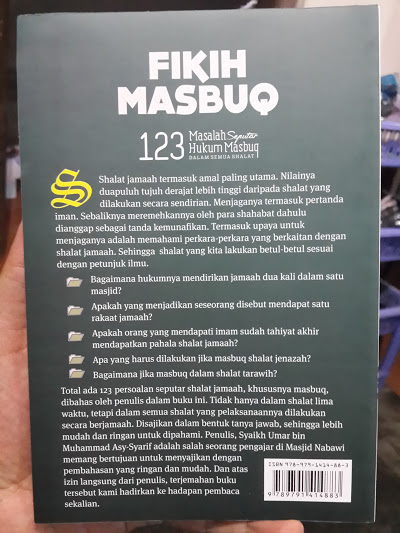 FIKIH
MASBUQ
123 Masalah Seputar
Hukum Masbuq
DALAM SEMUA SHALAT
S Shalat jamaah termasuk amal paling utama. Nilainya
duapuluh tujuh derajat lebih tinggi daripada shalat yang
dilakukan secara sendirian. Menjaganya termasuk pertanda
iman. Sebaliknya meremehkannya oleh para shahabat dahulu
dianggap sebagai tanda kemunafikan. Termasuk upaya untuk
menjaganya adalah memahami perkara-perkara yang berkaitan dengan
shalat jamaah. Sehingga shalat yang kita lakukan betul-betul sesuai
dengan petunjuk ilmu.
Bagaimana hukumnya mendirikan jamaah dua kali dalam satu
masjid?
Apakah yang menjadikan seseorang disebut mendapat satu
rakaat jamaah?
Apakah orang yang mendapati imam sudah tahiyat akhir
mendapatkan pahala shalat jamaah?
Apa yang harus dilakukan jika masbuq shalat jenazah?
Bagaimana jika masbuq dalam shalat tarawih?
Total ada 123 persoalan seputar shalat jamaah, khususnya masbuq,
dibahas oleh penulis dalam buku ini. Tidak hanya dalam shalat lima
waktu, tetapi dalam semua shalat yang pelaksanaannya dilakukan
secara berjamaah. Disajikan dalam bentuk tanya jawab, sehingga lebih
mudah dan ringan untuk dipahami. Penulis, Syaikh Umar bin
Muhammad Asy-Syarif adalah salah seorang pengajar di Masjid Nabawi
memang bertujuan untuk menyajikan dengan
pembahasan yang ringan dan mudah. Dan atas
izin langsung dari penulis, terjemahan buku
tersebut kami hadirkan ke hadapan pembaca
sekalian.
ISBN 978-979-1414-88-3
9789791414883